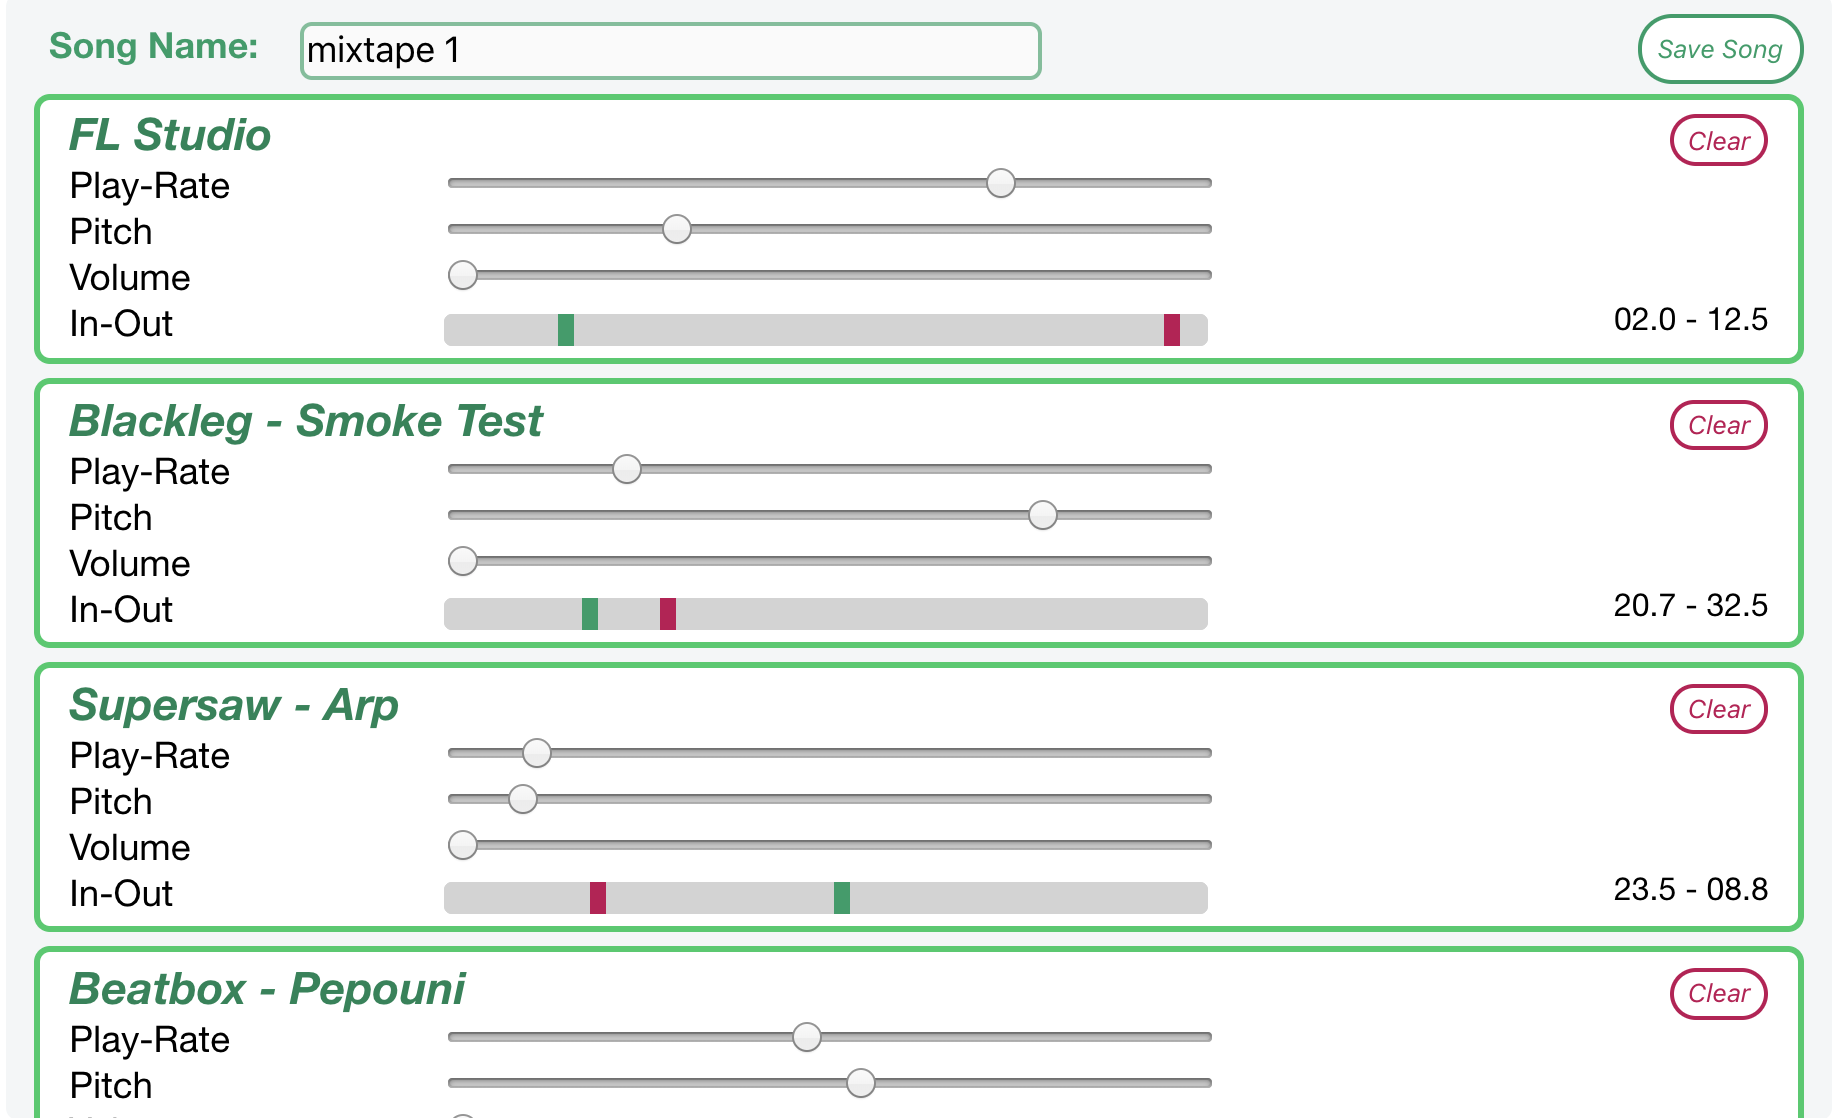 Song Name: mixtape 1 Save Song
FL Studio Clear
Play-Rate
Pitch
Volume
In-Out 02.0 - 12.5
Blackleg - Smoke Test Clear
Play-Rate
Pitch
Volume
In-Out 20.7 - 32.5
Supersaw - Arp Clear
Play-Rate
Pitch
Volume
In-Out 23.5 - 08.8
Beatbox - Pepouni Clear
Play-Rate
Pitch